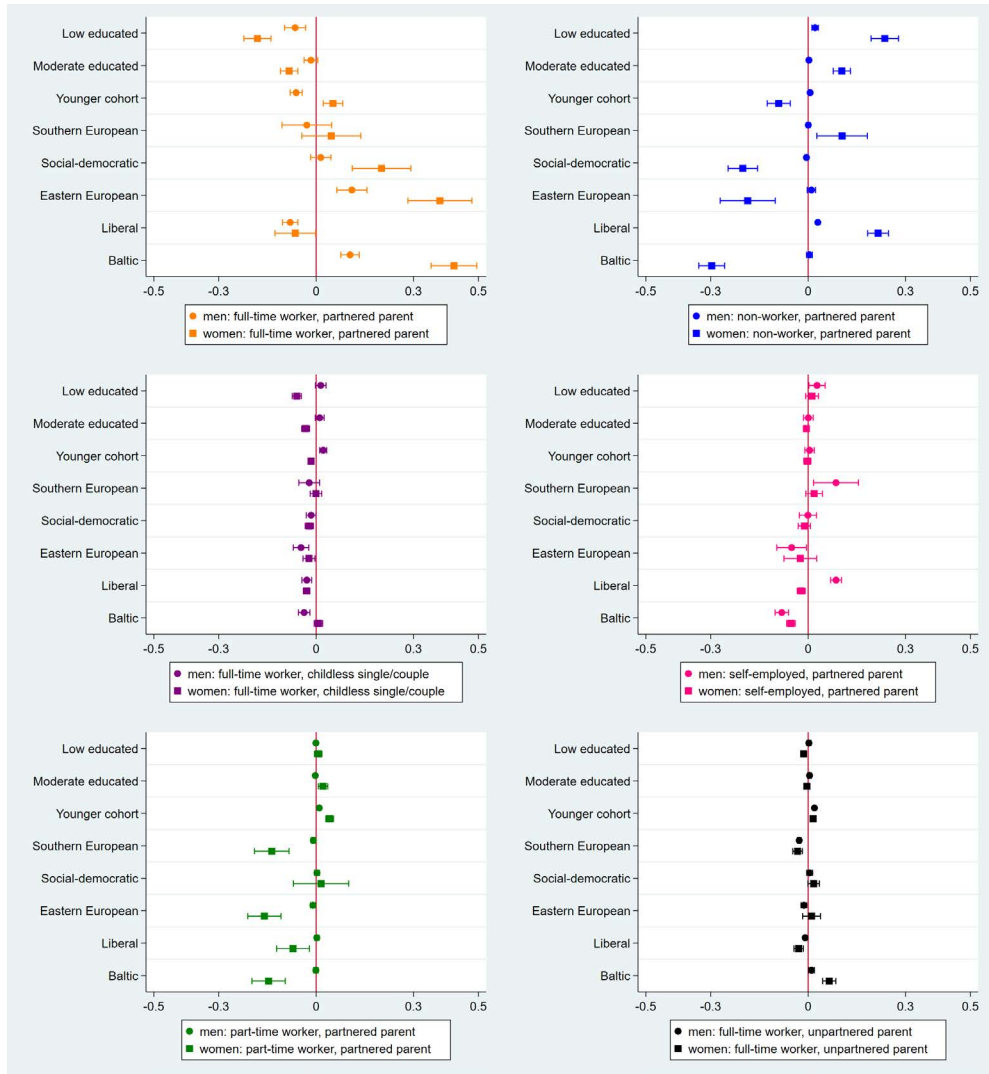 Low educated
Moderate educated
Younger cohort
Southern European
Social-democratic
Eastern European
Liberal
Baltic
-0.5 -0.3 0 0.3 0.5
men: full-time worker, partnered parent
women: full-time worker, partnered parent
Low educated
Moderate educated
Younger cohort
Southern European
Social-democratic
Eastern European
Liberal
Baltic
-0.5 -0.3 0 0.3 0.5
men: non-worker, partnered parent
women: non-worker, partnered parent
Low educated
Moderate educated
Younger cohort
Southern European
Social-democratic
Eastern European
Liberal
Baltic
-0.5 -0.3 0 0.3 0.5
men: full-time worker, childless single/couple
women: full-time worker, childless single/couple
Low educated
Moderate educated
Younger cohort
Southern European
Social-democratic
Eastern European
Liberal
Baltic
-0.5 -0.3 0 0.3 0.5
men: self-employed, partnered parent
women: self-employed, partnered parent
Low educated
Moderate educated
Younger cohort
Southern European
Social-democratic
Eastern European
Liberal
Baltic
-0.5 -0.3 0 0.3 0.5
men: part-time worker, partnered parent
women: part-time worker, partnered parent
Low educated
Moderate educated
Younger cohort
Southern European
Social-democratic
Eastern European
Liberal
Baltic
-0.5 -0.3 0 0.3 0.5
men: full-time worker, unpartnered parent
women: full-time worker, unpartnered parent